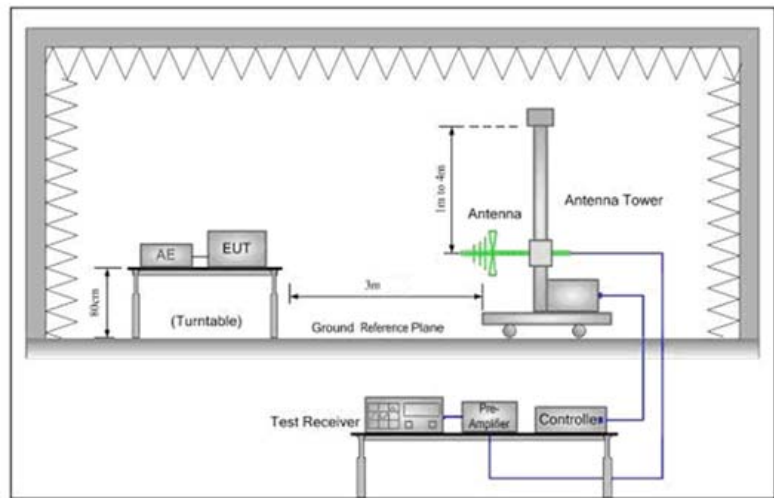 1m to 4m
Antenna
Antenna Tower
AE
EUT
80cm
(Turntable)
3m
Ground Reference Plane
Test Receiver
Pre-
Amplifier
Controller